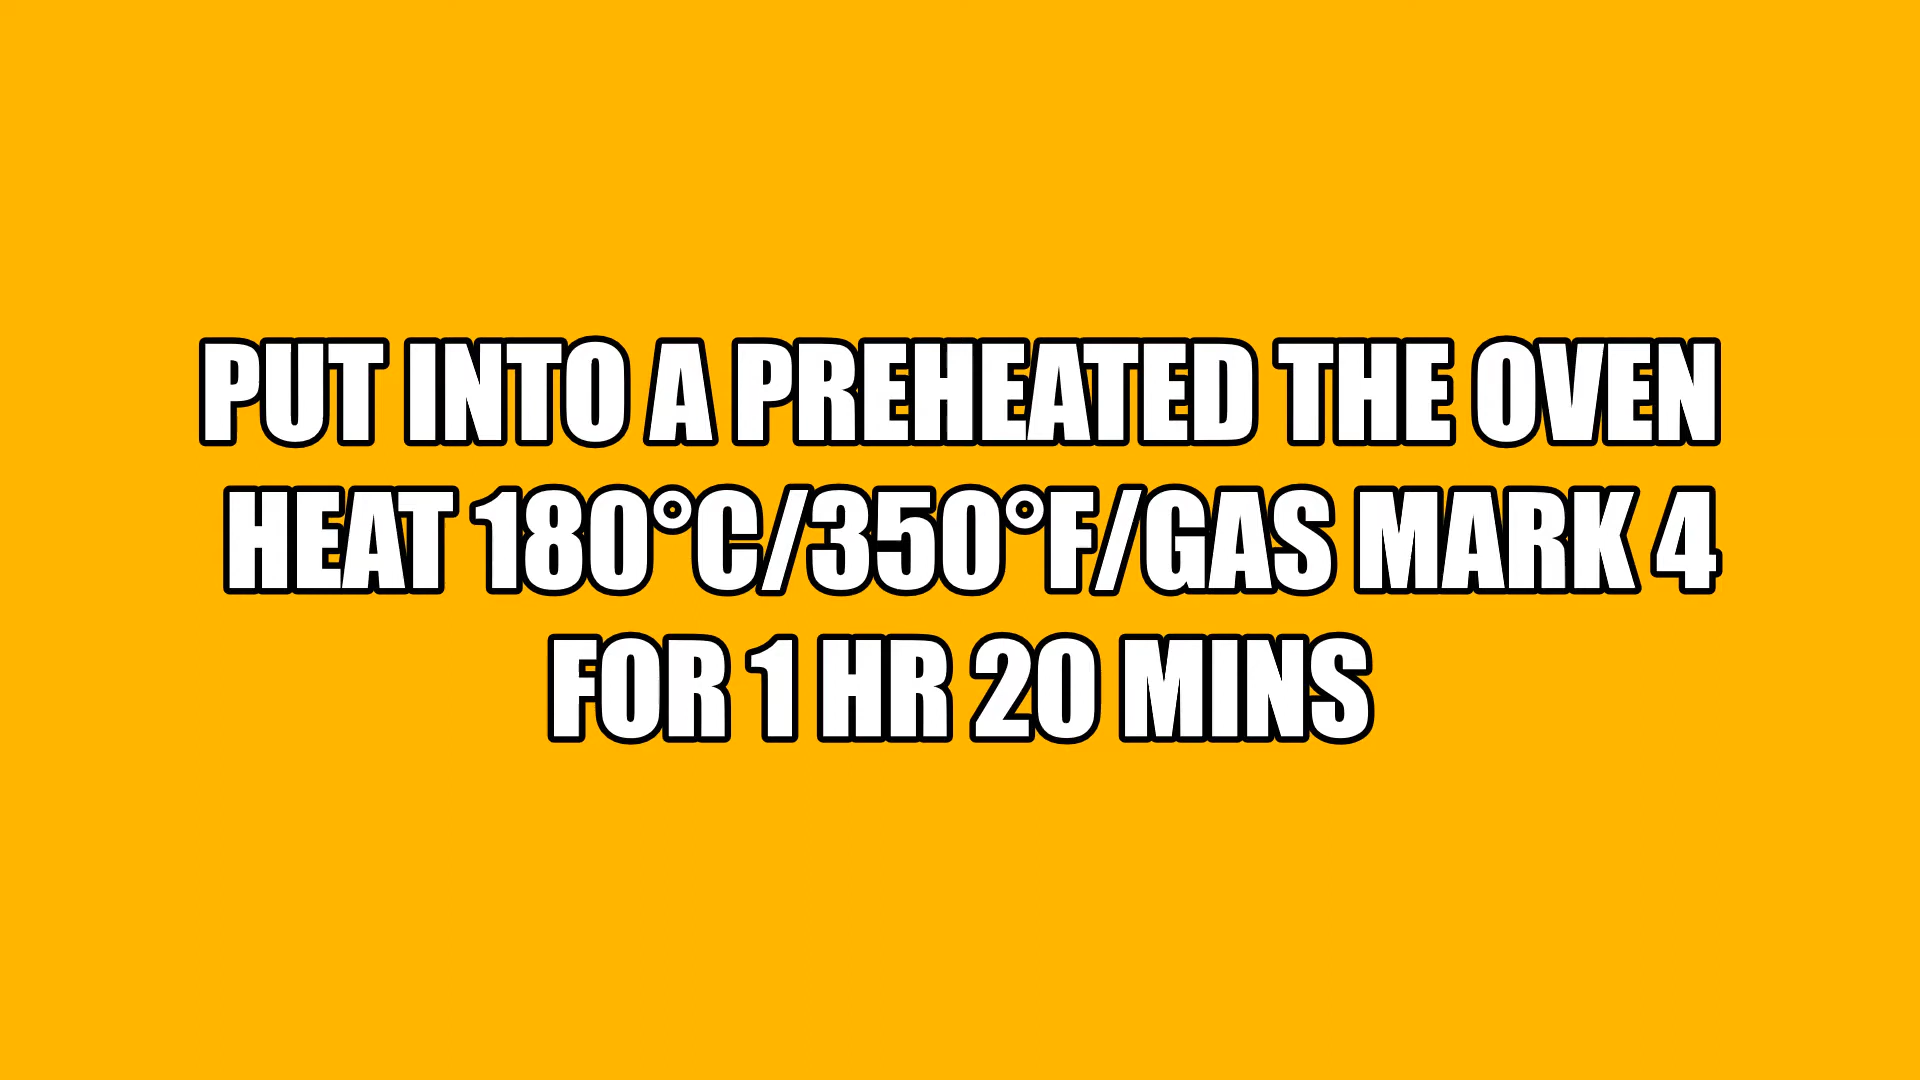 PUT INTO A PREHEATED THE OVEN
HEAT 180°C/350°F/GAS MARK 4
FOR 1 HR 20 MINS